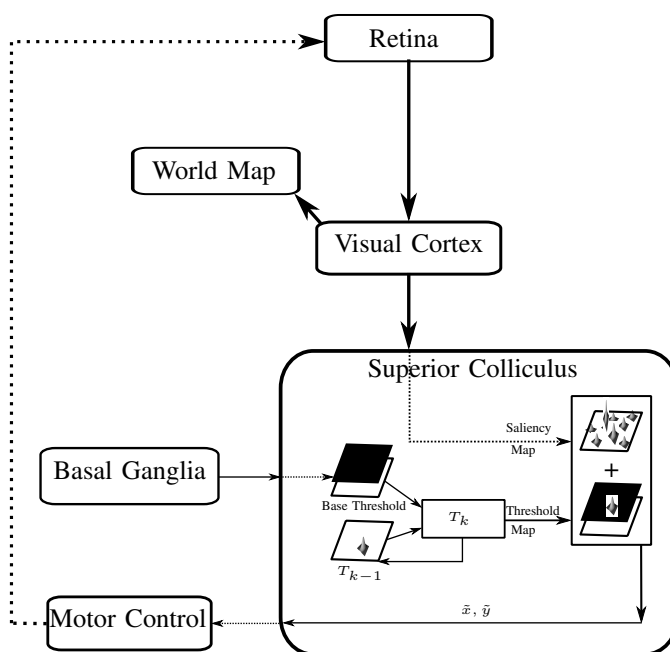 Retina
World Map
Visual Cortex
Superior Colliculus
Saliency
Map
+
Basal Ganglia
Base Threshold
T_k
Threshold
Map
T_{k-1}
Motor Control
x̃, ỹ